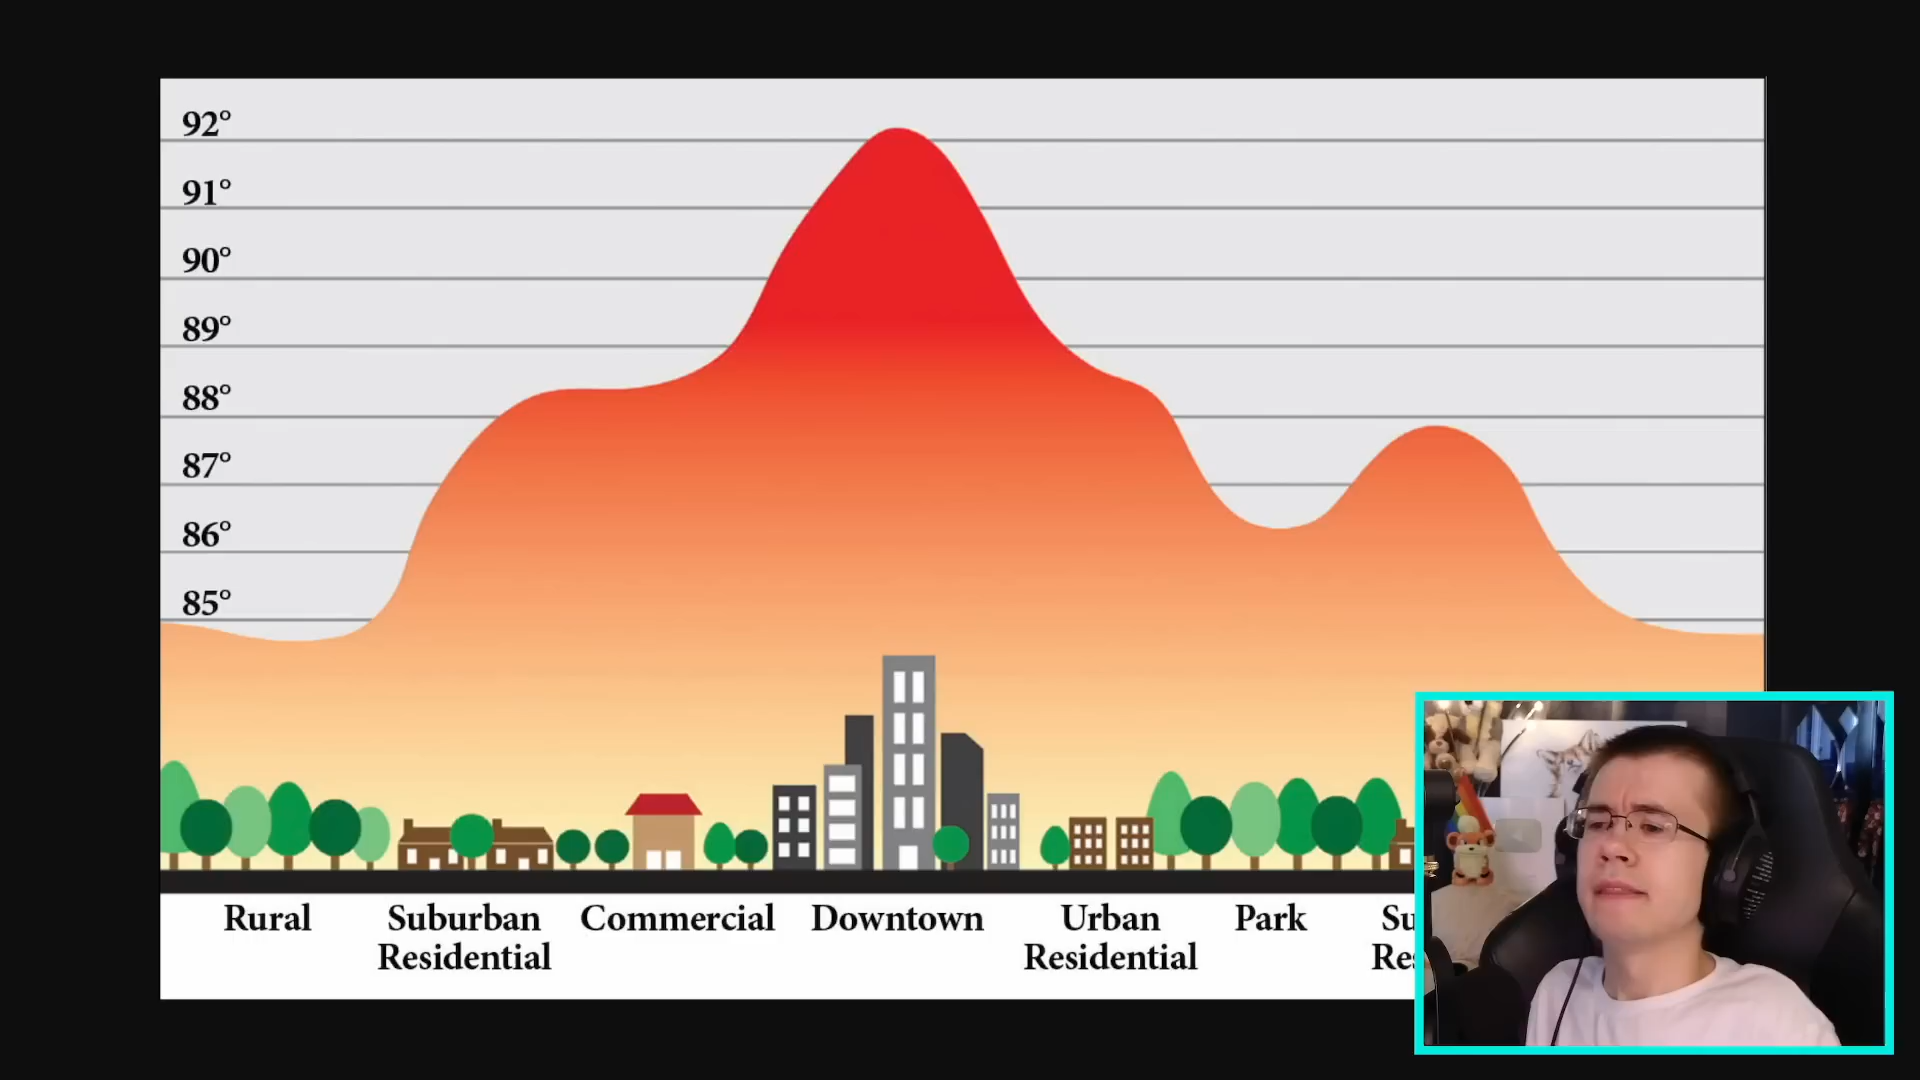 92°
91°
90°
89°
88°
87°
86°
85°
Rural
Suburban
Residential
Commercial
Downtown
Urban
Residential
Park